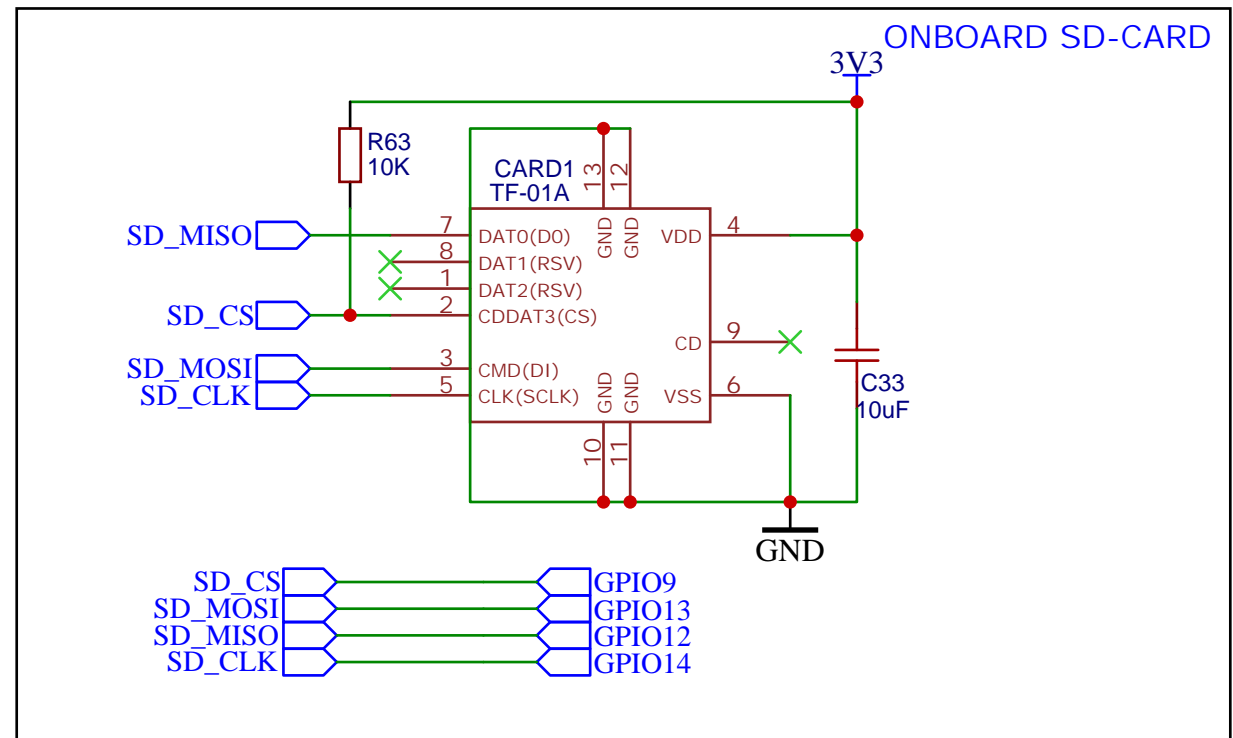 ONBOARD SD-CARD
3V3
R63
10K
CARD1
TF-01A
13
12
GND
GND
SD_MISO
7
DAT0(D0)
VDD
4
8
DAT1(RSV)
1
DAT2(RSV)
SD_CS
2
CDDAT3(CS)
CD
9
SD_MOSI
3
CMD(DI)
SD_CLK
5
CLK(SCLK)
GND
GND
VSS
6
C33
10uF
10
11
GND
SD_CS
GPIO9
SD_MOSI
GPIO13
SD_MISO
GPIO12
SD_CLK
GPIO14